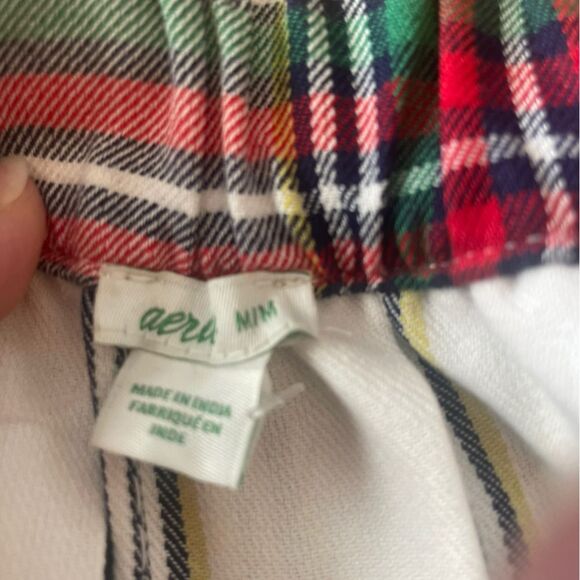 aerie M/M
MADE IN INDIA
FABRIQUÉ EN
INDE